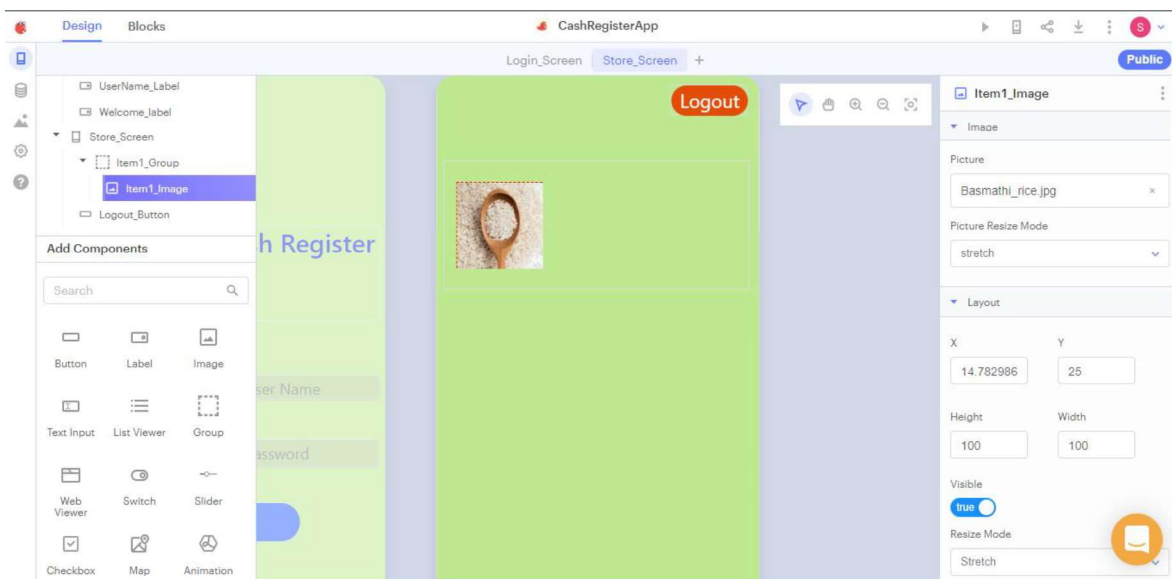 Design Blocks CashRegisterApp S
Login_Screen Store_Screen + Public
UserName_Label
Welcome_label
Store_Screen
Item1_Group
Item1_Image
Logout_Button
Add Components
Search
Button Label Image
Text Input List Viewer Group
Web Viewer Switch Slider
Checkbox Map Animation
h Register
ser Name
assword
Logout
Item1_Image
Image
Picture
Basmathi_rice.jpg ×
Picture Resize Mode
stretch
Layout
X Y
14.782986 25
Height Width
100 100
Visible
true
Resize Mode
Stretch